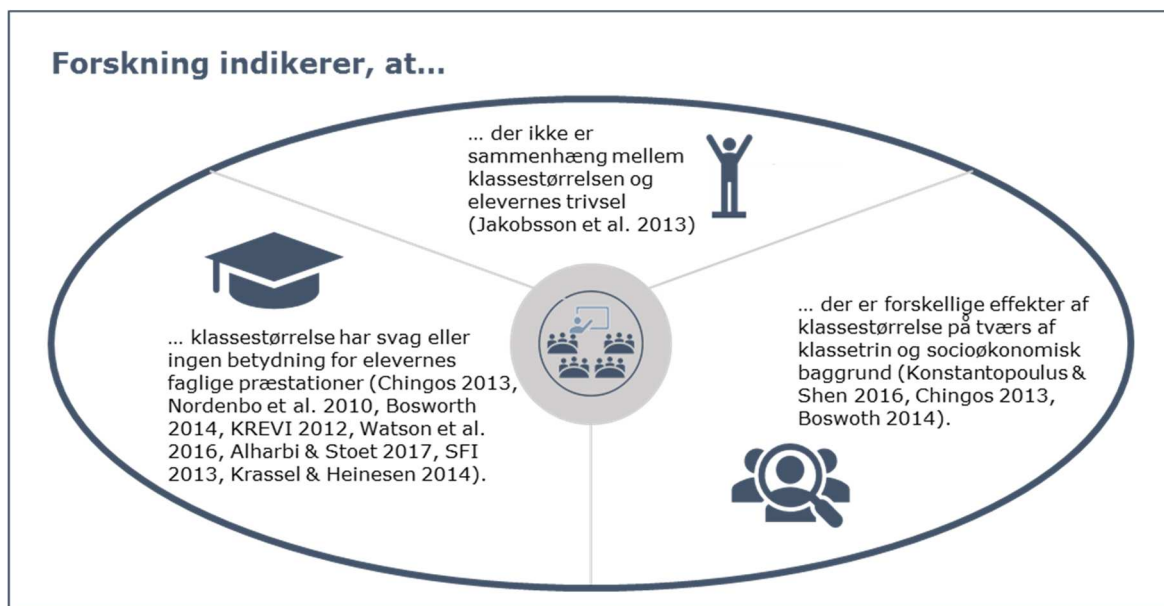 Forskning indikerer, at...
... der ikke er
sammenhæng mellem
klassestørrelsen og
elevernes trivsel
(Jakobsson et al. 2013)
... klassestørrelse har svag eller
ingen betydning for elevernes
faglige præstationer (Chingos 2013,
Nordenbo et al. 2010, Bosworth
2014, KREVI 2012, Watson et al.
2016, Alharbi & Stoet 2017, SFI
2013, Krassel & Heinesen 2014).
... der er forskellige effekter af
klassestørrelse på tværs af
klassetrin og socioøkonomisk
baggrund (Konstantopoulus &
Shen 2016, Chingos 2013,
Boswoth 2014).